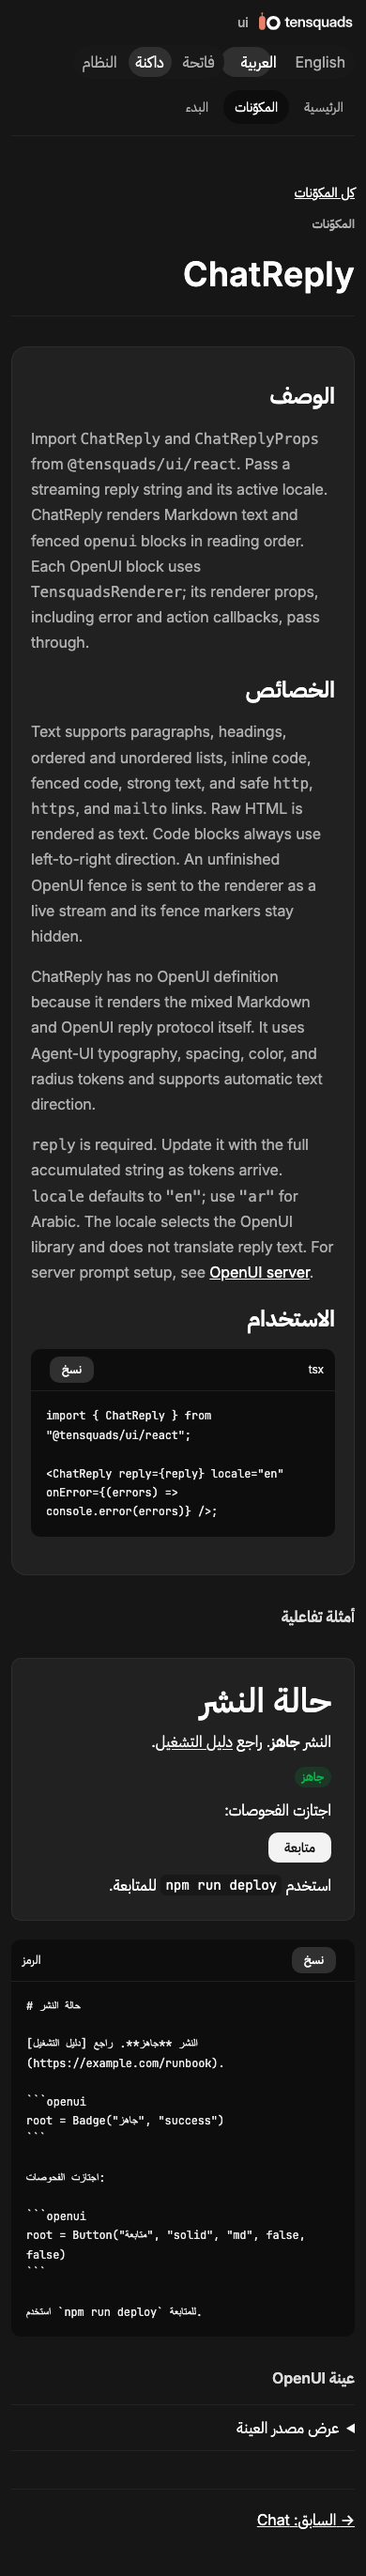 tensquads ui
English العربية فاتحة داكنة النظام
الرئيسية المكوّنات البدء
كل المكوّنات
المكوّنات
ChatReply
الوصف
Import ChatReply and ChatReplyProps
from @tensquads/ui/react. Pass a
streaming reply string and its active locale.
ChatReply renders Markdown text and
fenced openui blocks in reading order.
Each OpenUI block uses
TensquadsRenderer; its renderer props,
including error and action callbacks, pass
through.
الخصائص
Text supports paragraphs, headings,
ordered and unordered lists, inline code,
fenced code, strong text, and safe http,
https, and mailto links. Raw HTML is
rendered as text. Code blocks always use
left-to-right direction. An unfinished
OpenUI fence is sent to the renderer as a
live stream and its fence markers stay
hidden.
ChatReply has no OpenUI definition
because it renders the mixed Markdown
and OpenUI reply protocol itself. It uses
Agent-UI typography, spacing, color, and
radius tokens and supports automatic text
direction.
reply is required. Update it with the full
accumulated string as tokens arrive.
locale defaults to "en"; use "ar" for
Arabic. The locale selects the OpenUI
library and does not translate reply text. For
server prompt setup, see OpenUI server.
الاستخدام
tsx نسخ
import { ChatReply } from
"@tensquads/ui/react";
<ChatReply reply={reply} locale="en"
onError={(errors) =>
console.error(errors)} />;
أمثلة تفاعلية
حالة النشر
النشر جاهز. راجع دليل التشغيل.
جاهز
اجتازت الفحوصات:
متابعة
استخدم npm run deploy للمتابعة.
نسخ الرمز
# حالة النشر
النشر **جاهز**. راجع [دليل التشغيل]
(https://example.com/runbook).
```openui
root = Badge("جاهز", "success")
```
اجتازت الفحوصات:
```openui
root = Button("متابعة", "solid", "md", false,
false)
```
استخدم `npm run deploy` للمتابعة.
عينة OpenUI
عرض مصدر العينة
→ السابق: Chat